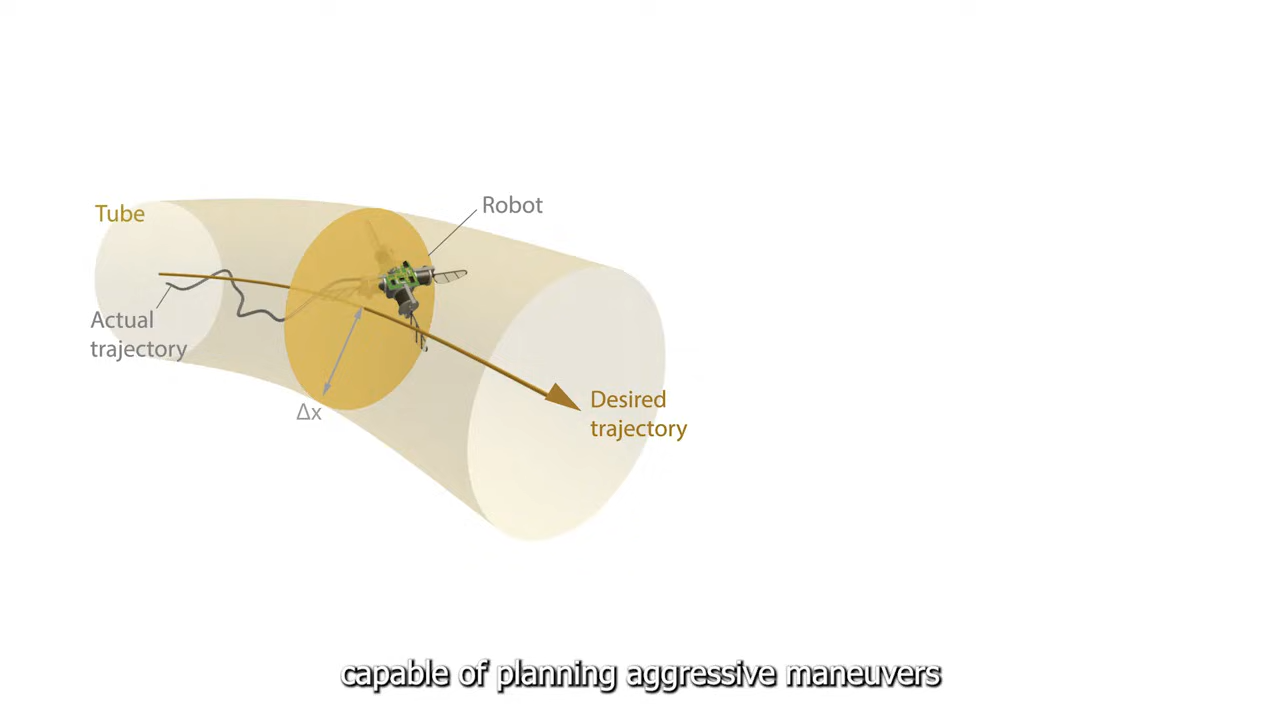 Tube
Robot
Actual
trajectory
Δx
Desired
trajectory
capable of planning aggressive maneuvers